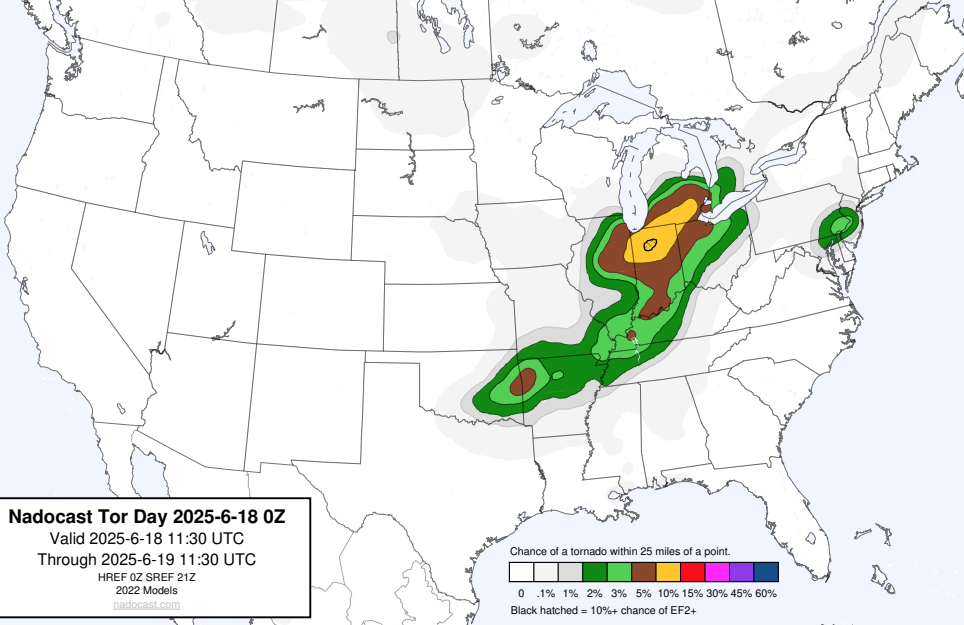 Nadocast Tor Day 2025-6-18 0Z
Valid 2025-6-18 11:30 UTC
Through 2025-6-19 11:30 UTC
HREF 0Z SREF 21Z
2022 Models
nadocast.com
Chance of a tornado within 25 miles of a point.
0 .1% 1% 2% 3% 5% 10% 15% 30% 45% 60%
Black hatched = 10%+ chance of EF2+